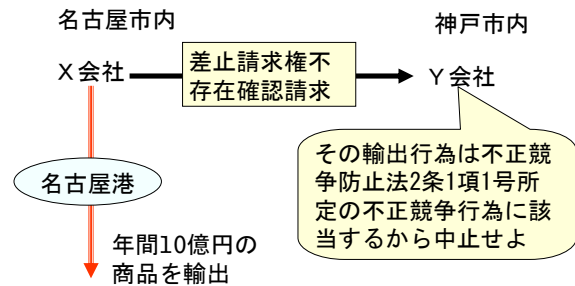 名古屋市内
神戸市内
X会社
差止請求権不
存在確認請求
Y会社
その輸出行為は不正競
争防止法2条1項1号所
定の不正競争行為に該
当するから中止せよ
名古屋港
年間10億円の
商品を輸出